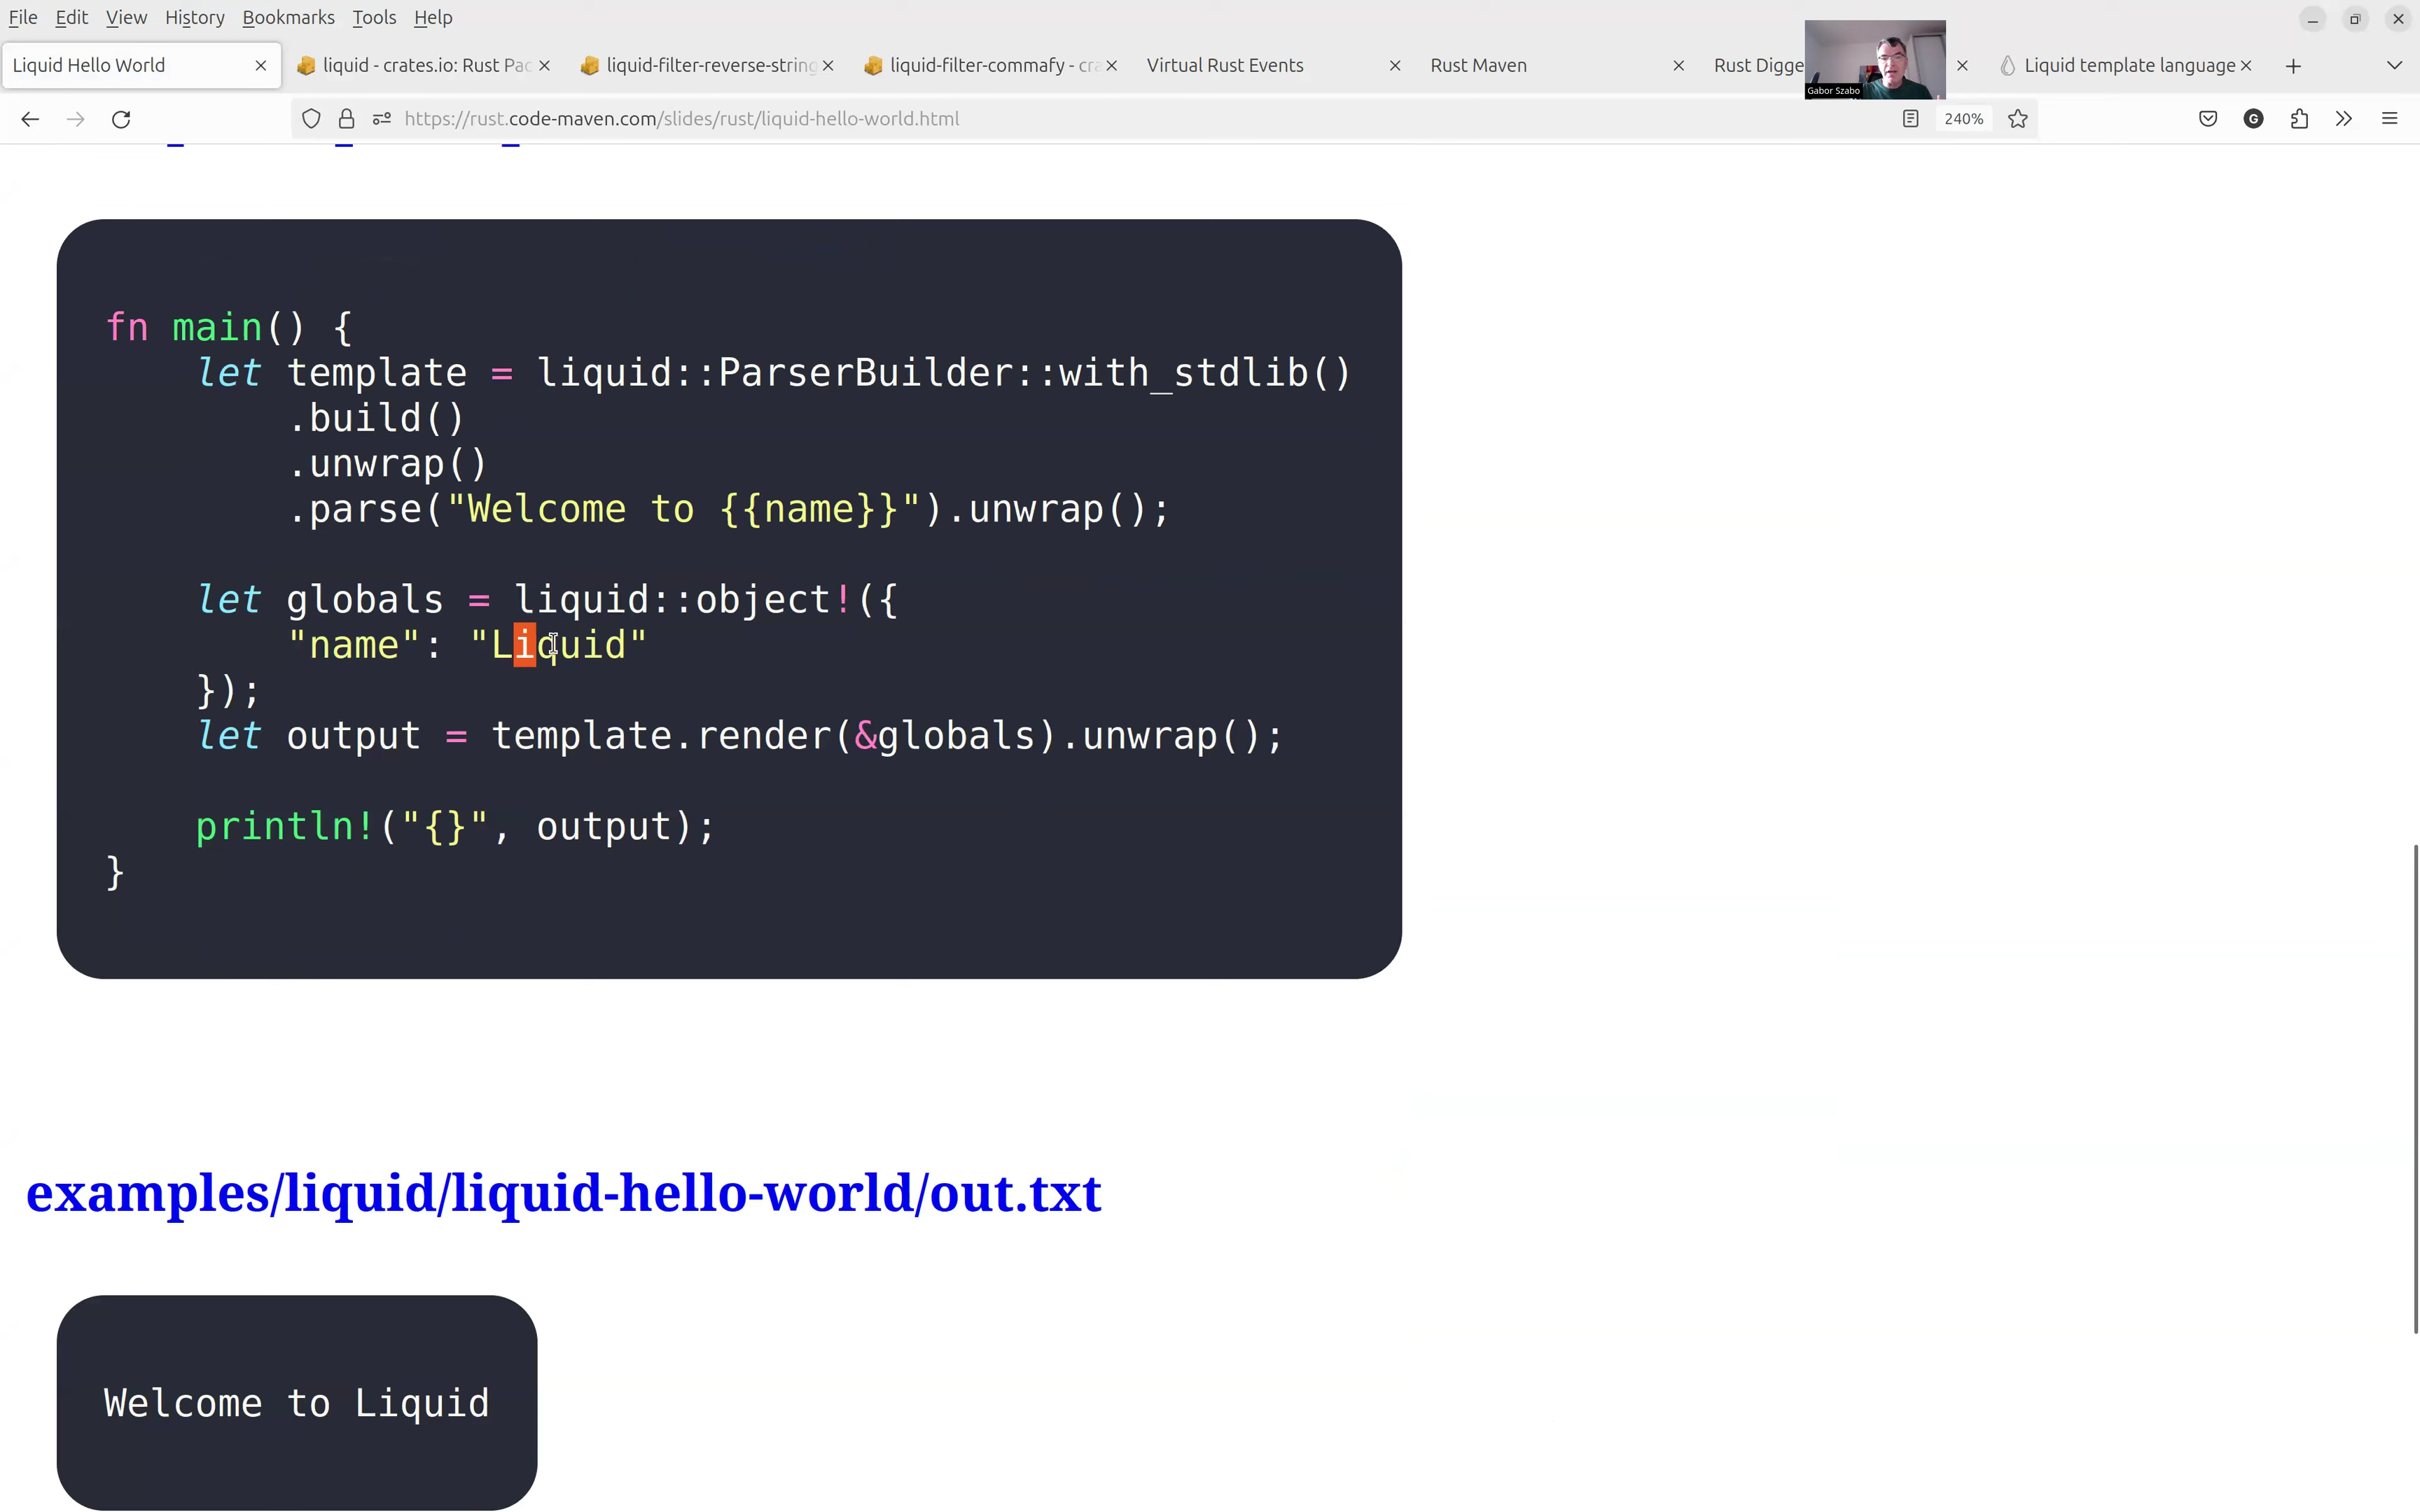 File Edit View History Bookmarks Tools Help
Liquid Hello World
liquid - crates.io: Rust Pac
liquid-filter-reverse-string
liquid-filter-commafy - cra
Virtual Rust Events
Rust Maven
Rust Digge
Liquid template language
Gabor Szabo
https://rust.code-maven.com/slides/rust/liquid-hello-world.html
240%
G
fn main() {
    let template = liquid::ParserBuilder::with_stdlib()
        .build()
        .unwrap()
        .parse("Welcome to {{name}}").unwrap();
    let globals = liquid::object!({
        "name": "Liquid"
    });
    let output = template.render(&globals).unwrap();
    println!("{}", output);
}
examples/liquid/liquid-hello-world/out.txt
Welcome to Liquid